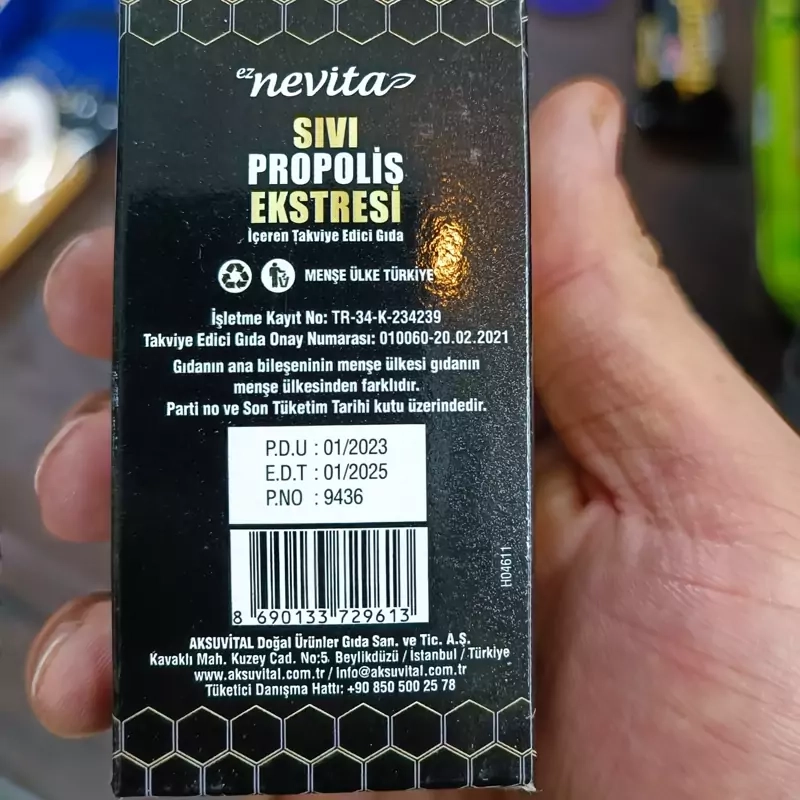 ez nevita
SIVI
PROPOLİS
EKSTRESİ
İçeren Takviye Edici Gıda
MENŞE ÜLKE TÜRKİYE
İşletme Kayıt No: TR-34-K-234239
Takviye Edici Gıda Onay Numarası: 010060-20.02.2021
Gıdanın ana bileşeninin menşe ülkesi gıdanın
menşe ülkesinden farklıdır.
Parti no ve Son Tüketim Tarihi kutu üzerindedir.
P.D.U : 01/2023
E.D.T : 01/2025
P.NO : 9436
H04611
8 690133 729613
AKSUVİTAL Doğal Ürünler Gıda San. ve Tic. A.Ş.
Kavaklı Mah. Kuzey Cad. No:5 Beylikdüzü / İstanbul / Türkiye
www.aksuvital.com.tr / info@aksuvital.com.tr
Tüketici Danışma Hattı: +90 850 500 25 78